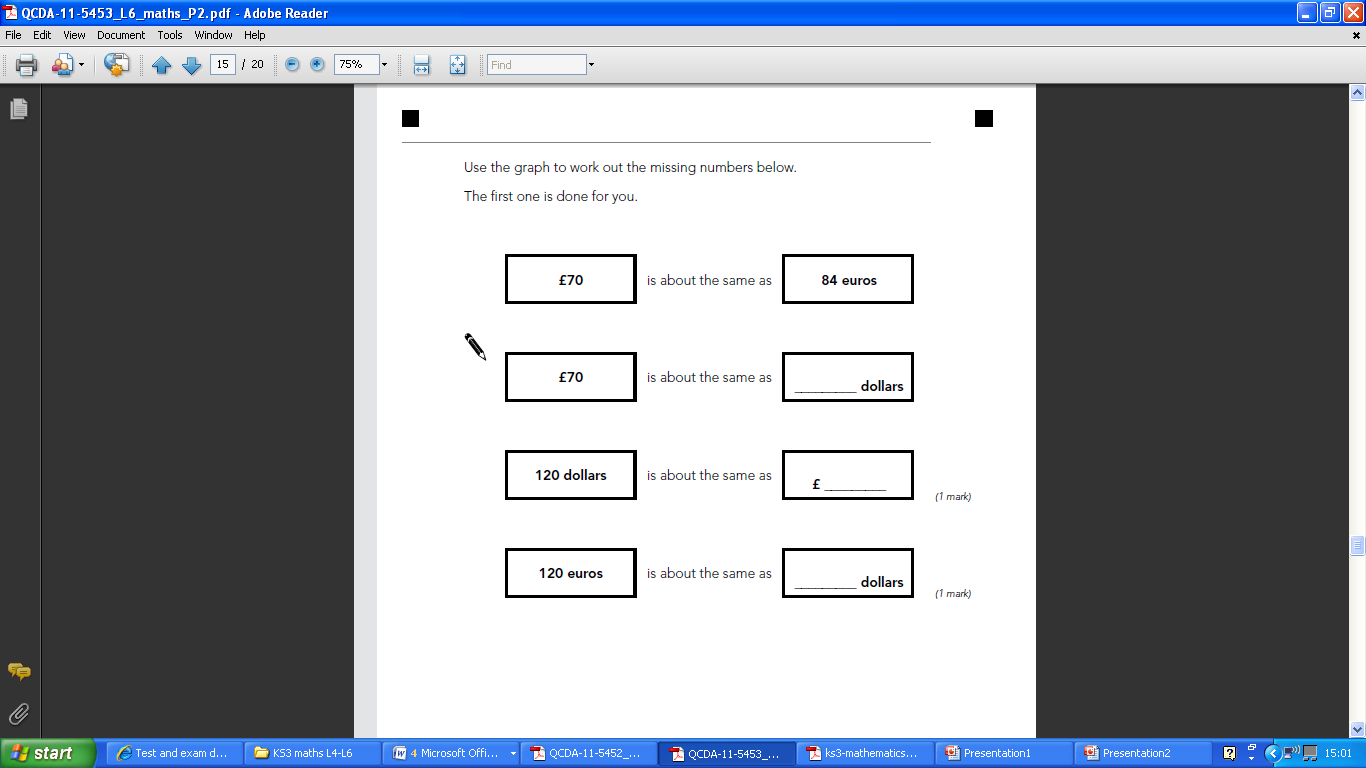 QCDA-11-5453_L6_maths_P2.pdf - Adobe Reader
File Edit View Document Tools Window Help
15 / 20 75% Find
Use the graph to work out the missing numbers below.
The first one is done for you.
£70 is about the same as 84 euros
£70 is about the same as ________ dollars
120 dollars is about the same as £ ________
(1 mark)
120 euros is about the same as ________ dollars
(1 mark)
start Test and exam d... KS3 maths L4-L6 4 Microsoft Offi... QCDA-11-5452_... QCDA-11-5453_... ks3-mathematics... Presentation1 Presentation2 15:01